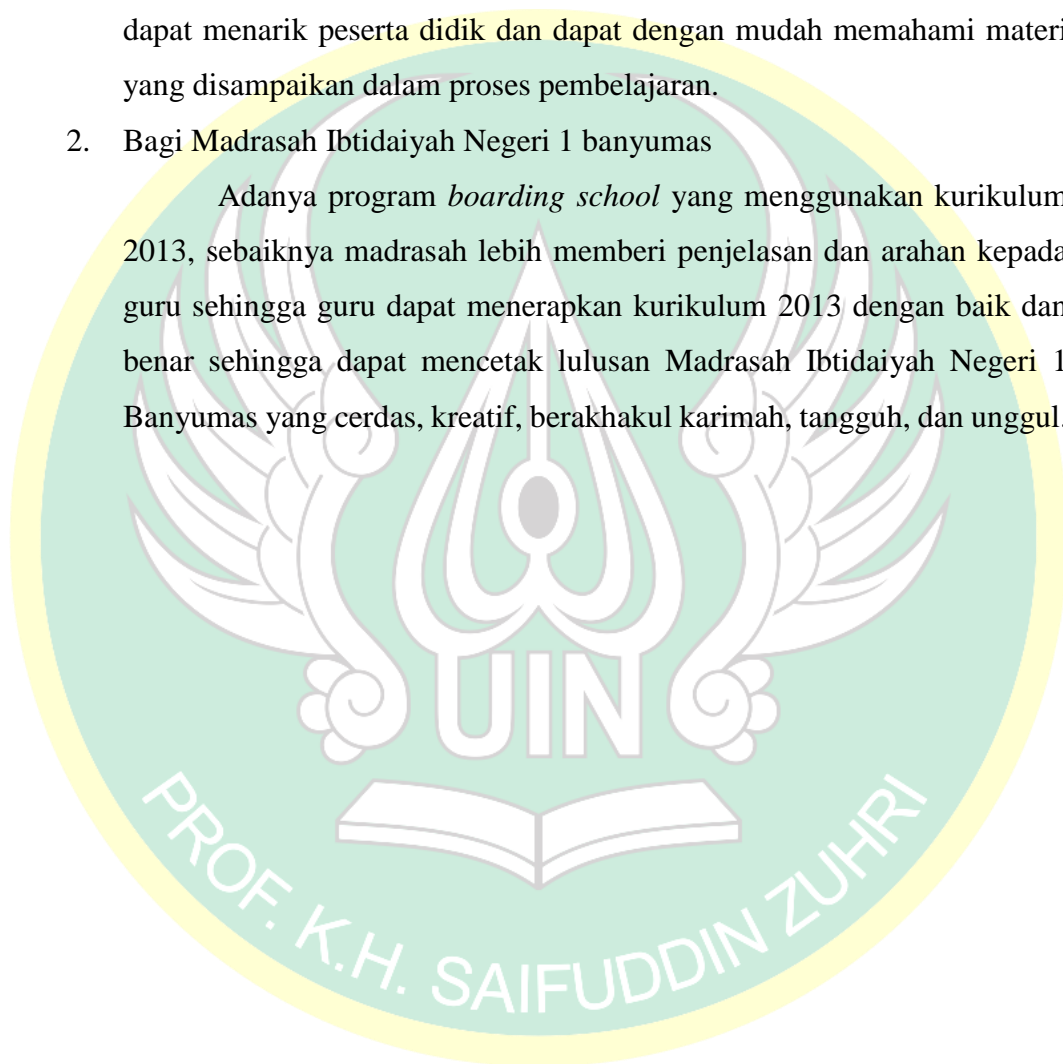 dapat menarik peserta didik dan dapat dengan mudah memahami materi
yang disampaikan dalam proses pembelajaran.
2. Bagi Madrasah Ibtidaiyah Negeri 1 banyumas
Adanya program boarding school yang menggunakan kurikulum
2013, sebaiknya madrasah lebih memberi penjelasan dan arahan kepada
guru sehingga guru dapat menerapkan kurikulum 2013 dengan baik dan
benar sehingga dapat mencetak lulusan Madrasah Ibtidaiyah Negeri 1
Banyumas yang cerdas, kreatif, berakhakul karimah, tangguh, dan unggul.
UIN
PROF. K.H. SAIFUDDIN ZUHRI